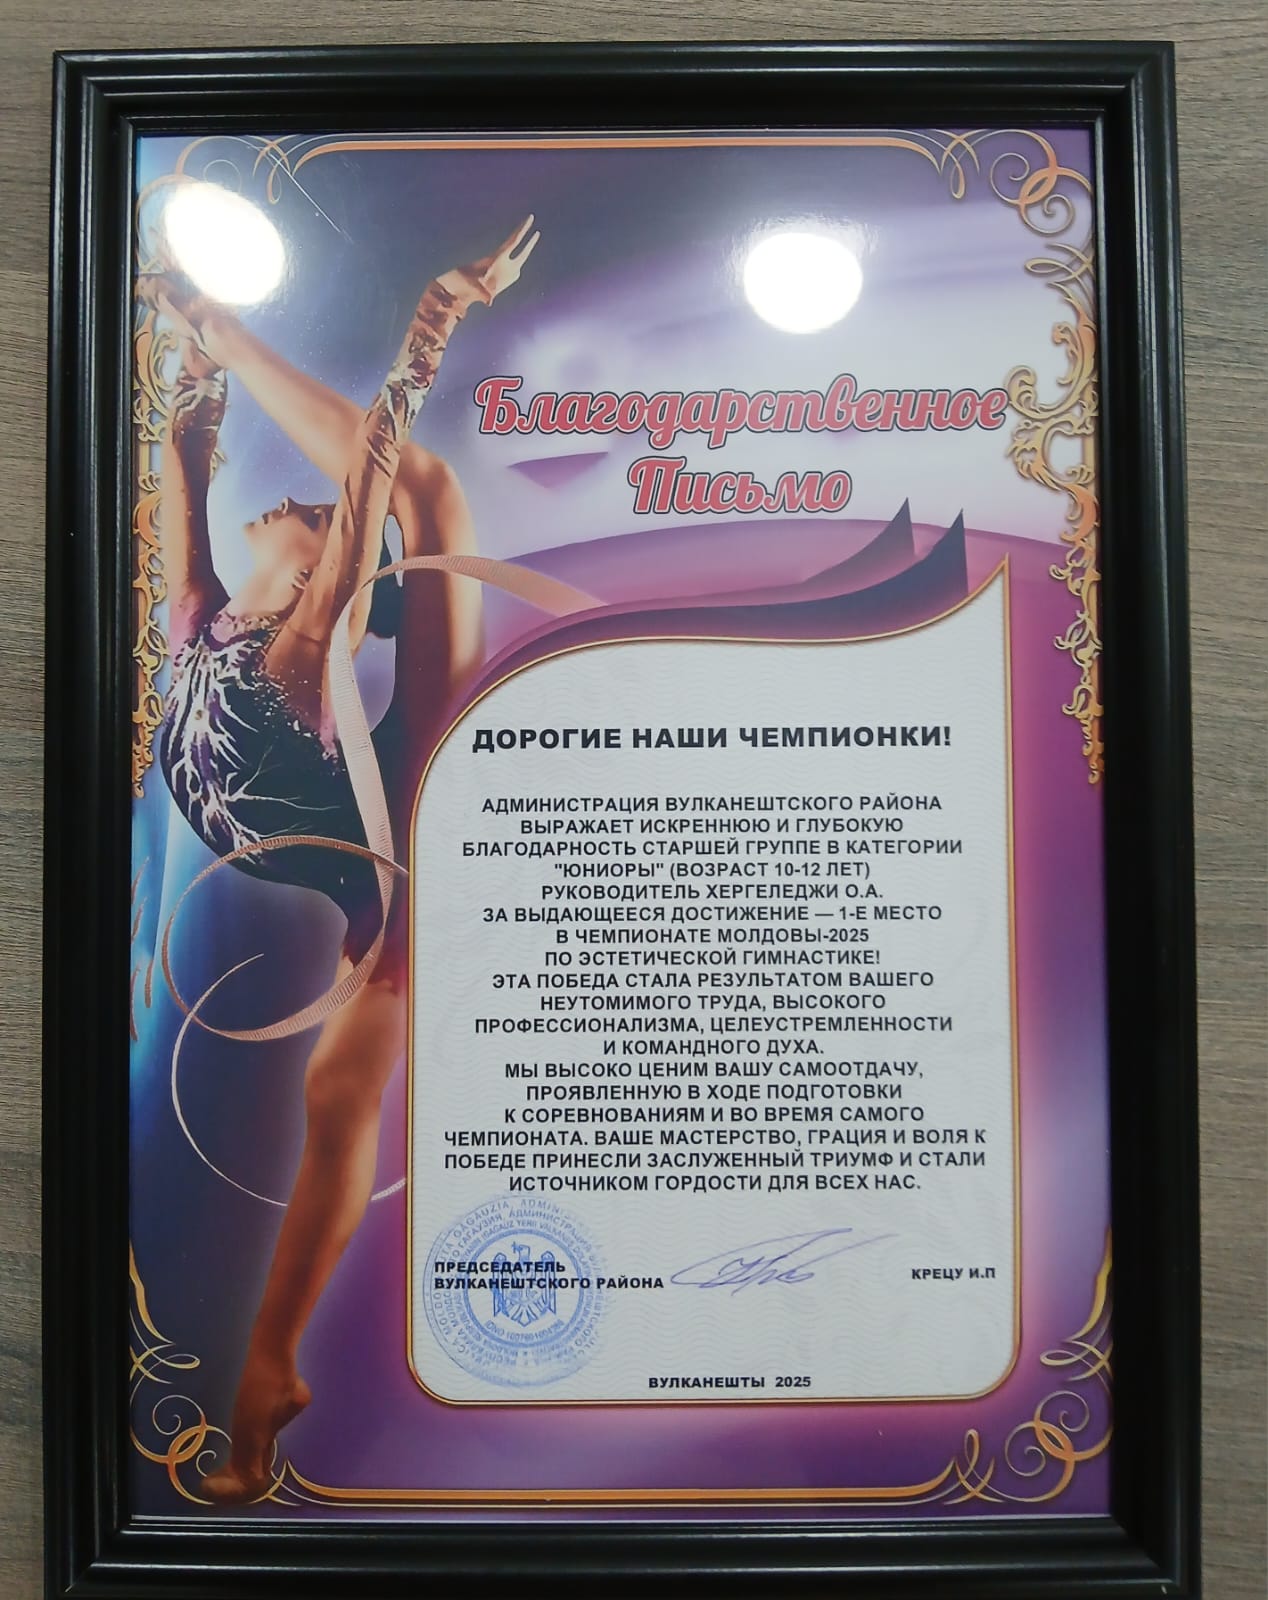 Благодарственное
Письмо
ДОРОГИЕ НАШИ ЧЕМПИОНКИ!
АДМИНИСТРАЦИЯ ВУЛКАНЕШТСКОГО РАЙОНА
ВЫРАЖАЕТ ИСКРЕННЮЮ И ГЛУБОКУЮ
БЛАГОДАРНОСТЬ СТАРШЕЙ ГРУППЕ В КАТЕГОРИИ
"ЮНИОРЫ" (ВОЗРАСТ 10-12 ЛЕТ)
РУКОВОДИТЕЛЬ ХЕРГЕЛЕДЖИ О.А.
ЗА ВЫДАЮЩЕЕСЯ ДОСТИЖЕНИЕ — 1-Е МЕСТО
В ЧЕМПИОНАТЕ МОЛДОВЫ-2025
ПО ЭСТЕТИЧЕСКОЙ ГИМНАСТИКЕ!
ЭТА ПОБЕДА СТАЛА РЕЗУЛЬТАТОМ ВАШЕГО
НЕУТОМИМОГО ТРУДА, ВЫСОКОГО
ПРОФЕССИОНАЛИЗМА, ЦЕЛЕУСТРЕМЛЕННОСТИ
И КОМАНДНОГО ДУХА.
МЫ ВЫСОКО ЦЕНИМ ВАШУ САМООТДАЧУ,
ПРОЯВЛЕННУЮ В ХОДЕ ПОДГОТОВКИ
К СОРЕВНОВАНИЯМ И ВО ВРЕМЯ САМОГО
ЧЕМПИОНАТА. ВАШЕ МАСТЕРСТВО, ГРАЦИЯ И ВОЛЯ К
ПОБЕДЕ ПРИНЕСЛИ ЗАСЛУЖЕННЫЙ ТРИУМФ И СТАЛИ
ИСТОЧНИКОМ ГОРДОСТИ ДЛЯ ВСЕХ НАС.
ПРЕДСЕДАТЕЛЬ
ВУЛКАНЕШТСКОГО РАЙОНА
КРЕЦУ И.П
ВУЛКАНЕШТЫ 2025